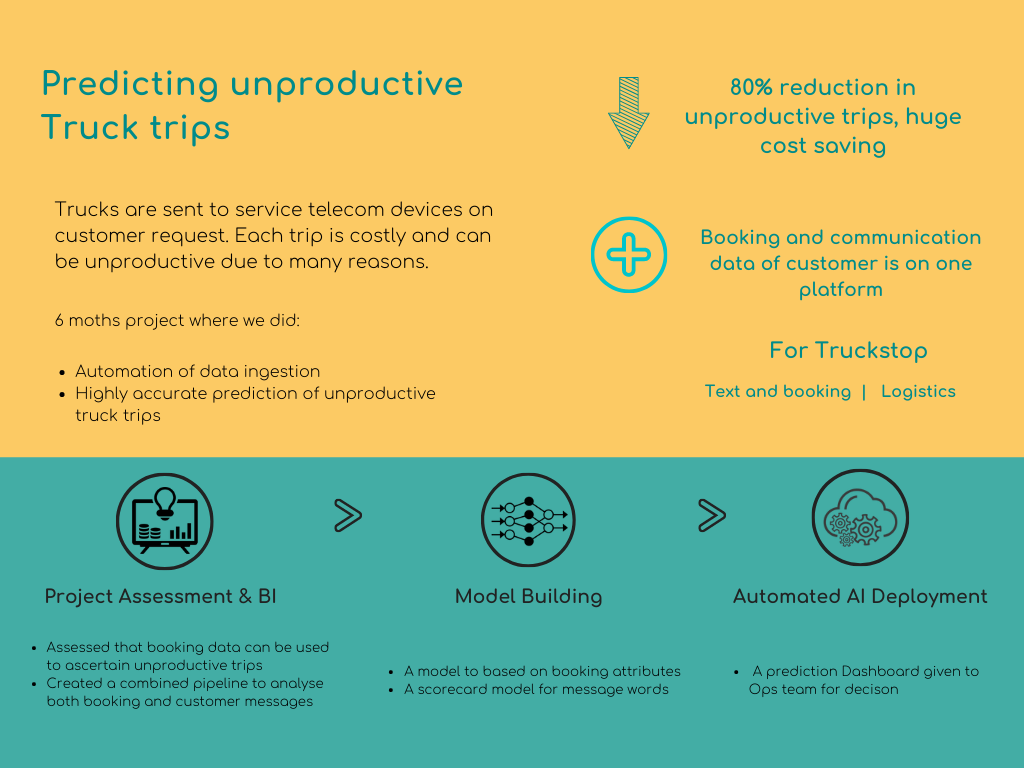 Predicting unproductive
Truck trips
Trucks are sent to service telecom devices on
customer request. Each trip is costly and can
be unproductive due to many reasons.
6 moths project where we did:
• Automation of data ingestion
• Highly accurate prediction of unproductive
truck trips
80% reduction in
unproductive trips, huge
cost saving
Booking and communication
data of customer is on one
platform
For Truckstop
Text and booking | Logistics
Project Assessment & BI
• Assessed that booking data can be used
to ascertain unproductive trips
• Created a combined pipeline to analyse
both booking and customer messages
Model Building
• A model to based on booking attributes
• A scorecard model for message words
Automated AI Deployment
• A prediction Dashboard given to
Ops team for decison